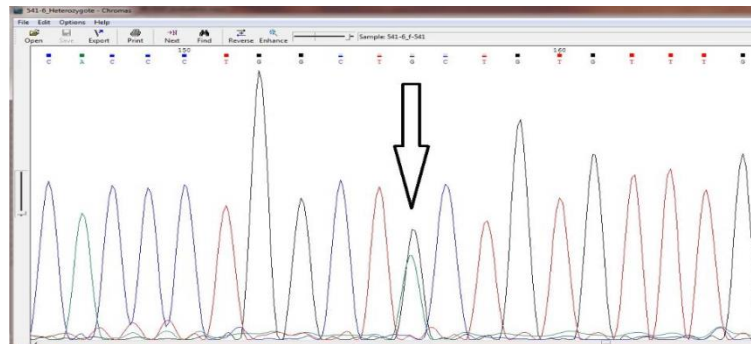 541-6_Heterozygote - Chromas
File Edit Options Help
Open Save Export Print Next Find Reverse Enhance Sample: 541-6_f-541
150 160
C A C C C T G G C T G C T G T G T T T G